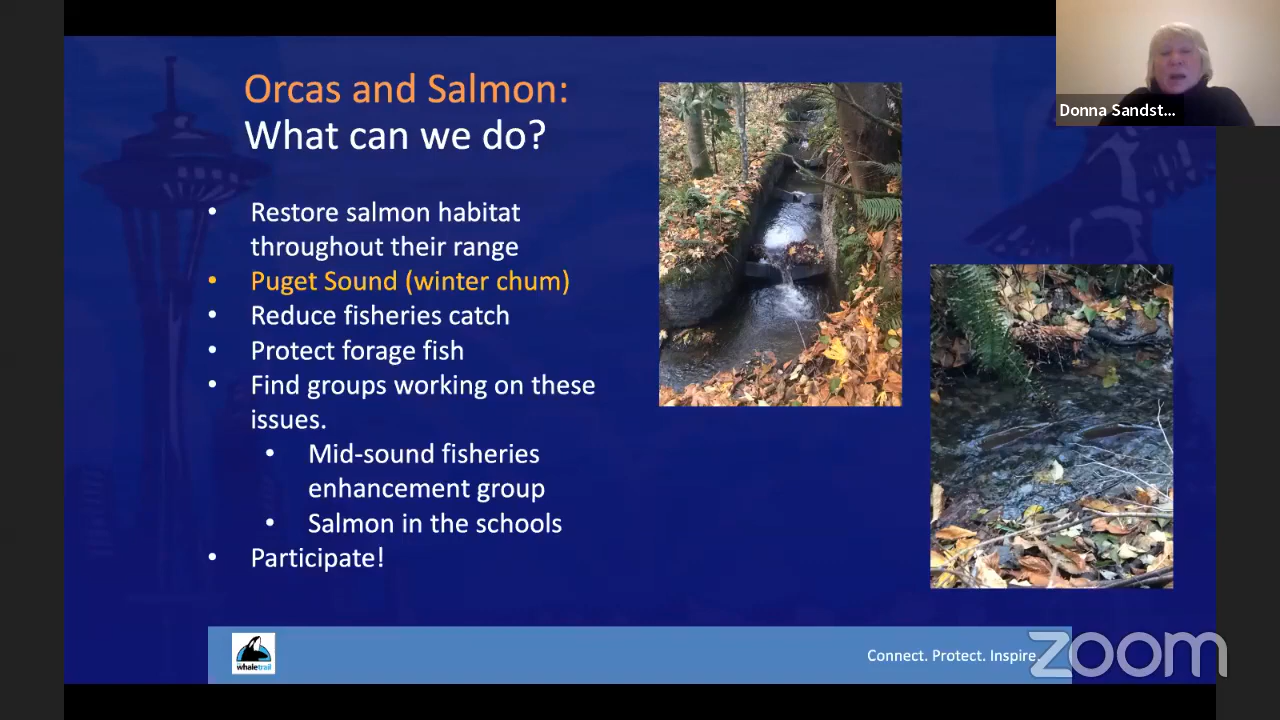 Orcas and Salmon:
What can we do?
Donna Sandst...
• Restore salmon habitat
throughout their range
• Puget Sound (winter chum)
• Reduce fisheries catch
• Protect forage fish
• Find groups working on these
issues.
• Mid-sound fisheries
enhancement group
• Salmon in the schools
• Participate!
whaletrail
Connect. Protect. Inspire.
zoom